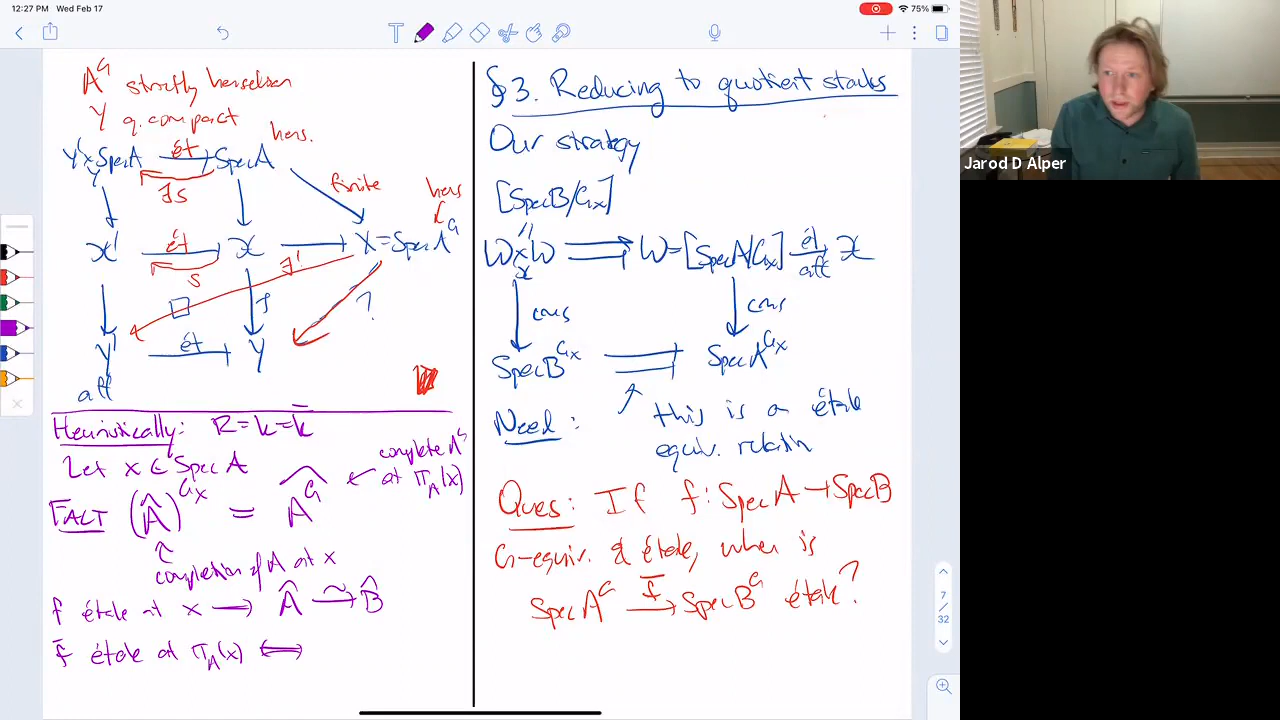 12:27 PM Wed Feb 17
75%
A^G strictly henselian
Y q. compact
Y' ×_Y Spec A —ét→ Spec A
hens.
∃s
finite
hens
𝒳' —ét→ 𝒳 → X = Spec A^G
s
∃!
f
?
Y' —ét→ Y
aff
Heuristically: R = k = k̄
Let x ∈ Spec A
complete A^G
at π_A(x)
FACT (Â)^{G_x} = \widehat{A^G}
completion of A at x
f étale at x ⟶ Â ⥲ B̂
f̄ étale at π_A(x) ⟺
§3. Reducing to quotient stacks
Our strategy
[Spec B/G_x]
W ×_𝒳 W ⇉ W = [Spec A/G_x] —ét aff→ 𝒳
cms
cms
Spec B^{G_x} ⇉ Spec A^{G_x}
Need: this is a étale
equiv. relation
Ques: If f: Spec A → Spec B
G-equiv. & étale, when is
Spec A^G —f̄→ Spec B^G étale?
7
/
32
Jarod D Alper